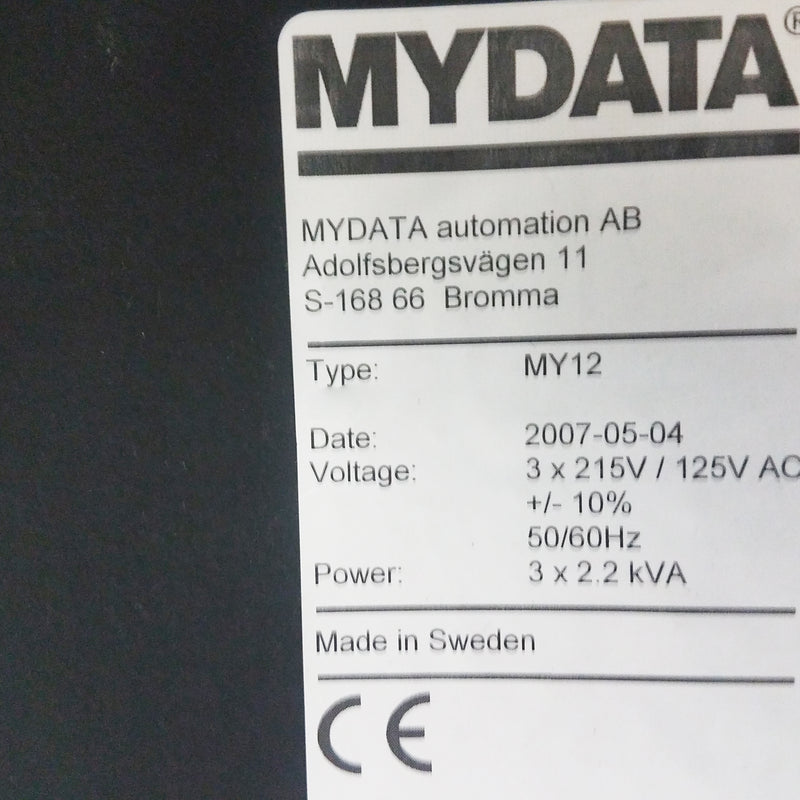 MYDATA®
MYDATA automation AB
Adolfsbergsvägen 11
S-168 66 Bromma
Type: MY12
Date: 2007-05-04
Voltage: 3 x 215V / 125V AC
+/- 10%
50/60Hz
Power: 3 x 2.2 kVA
Made in Sweden
CE